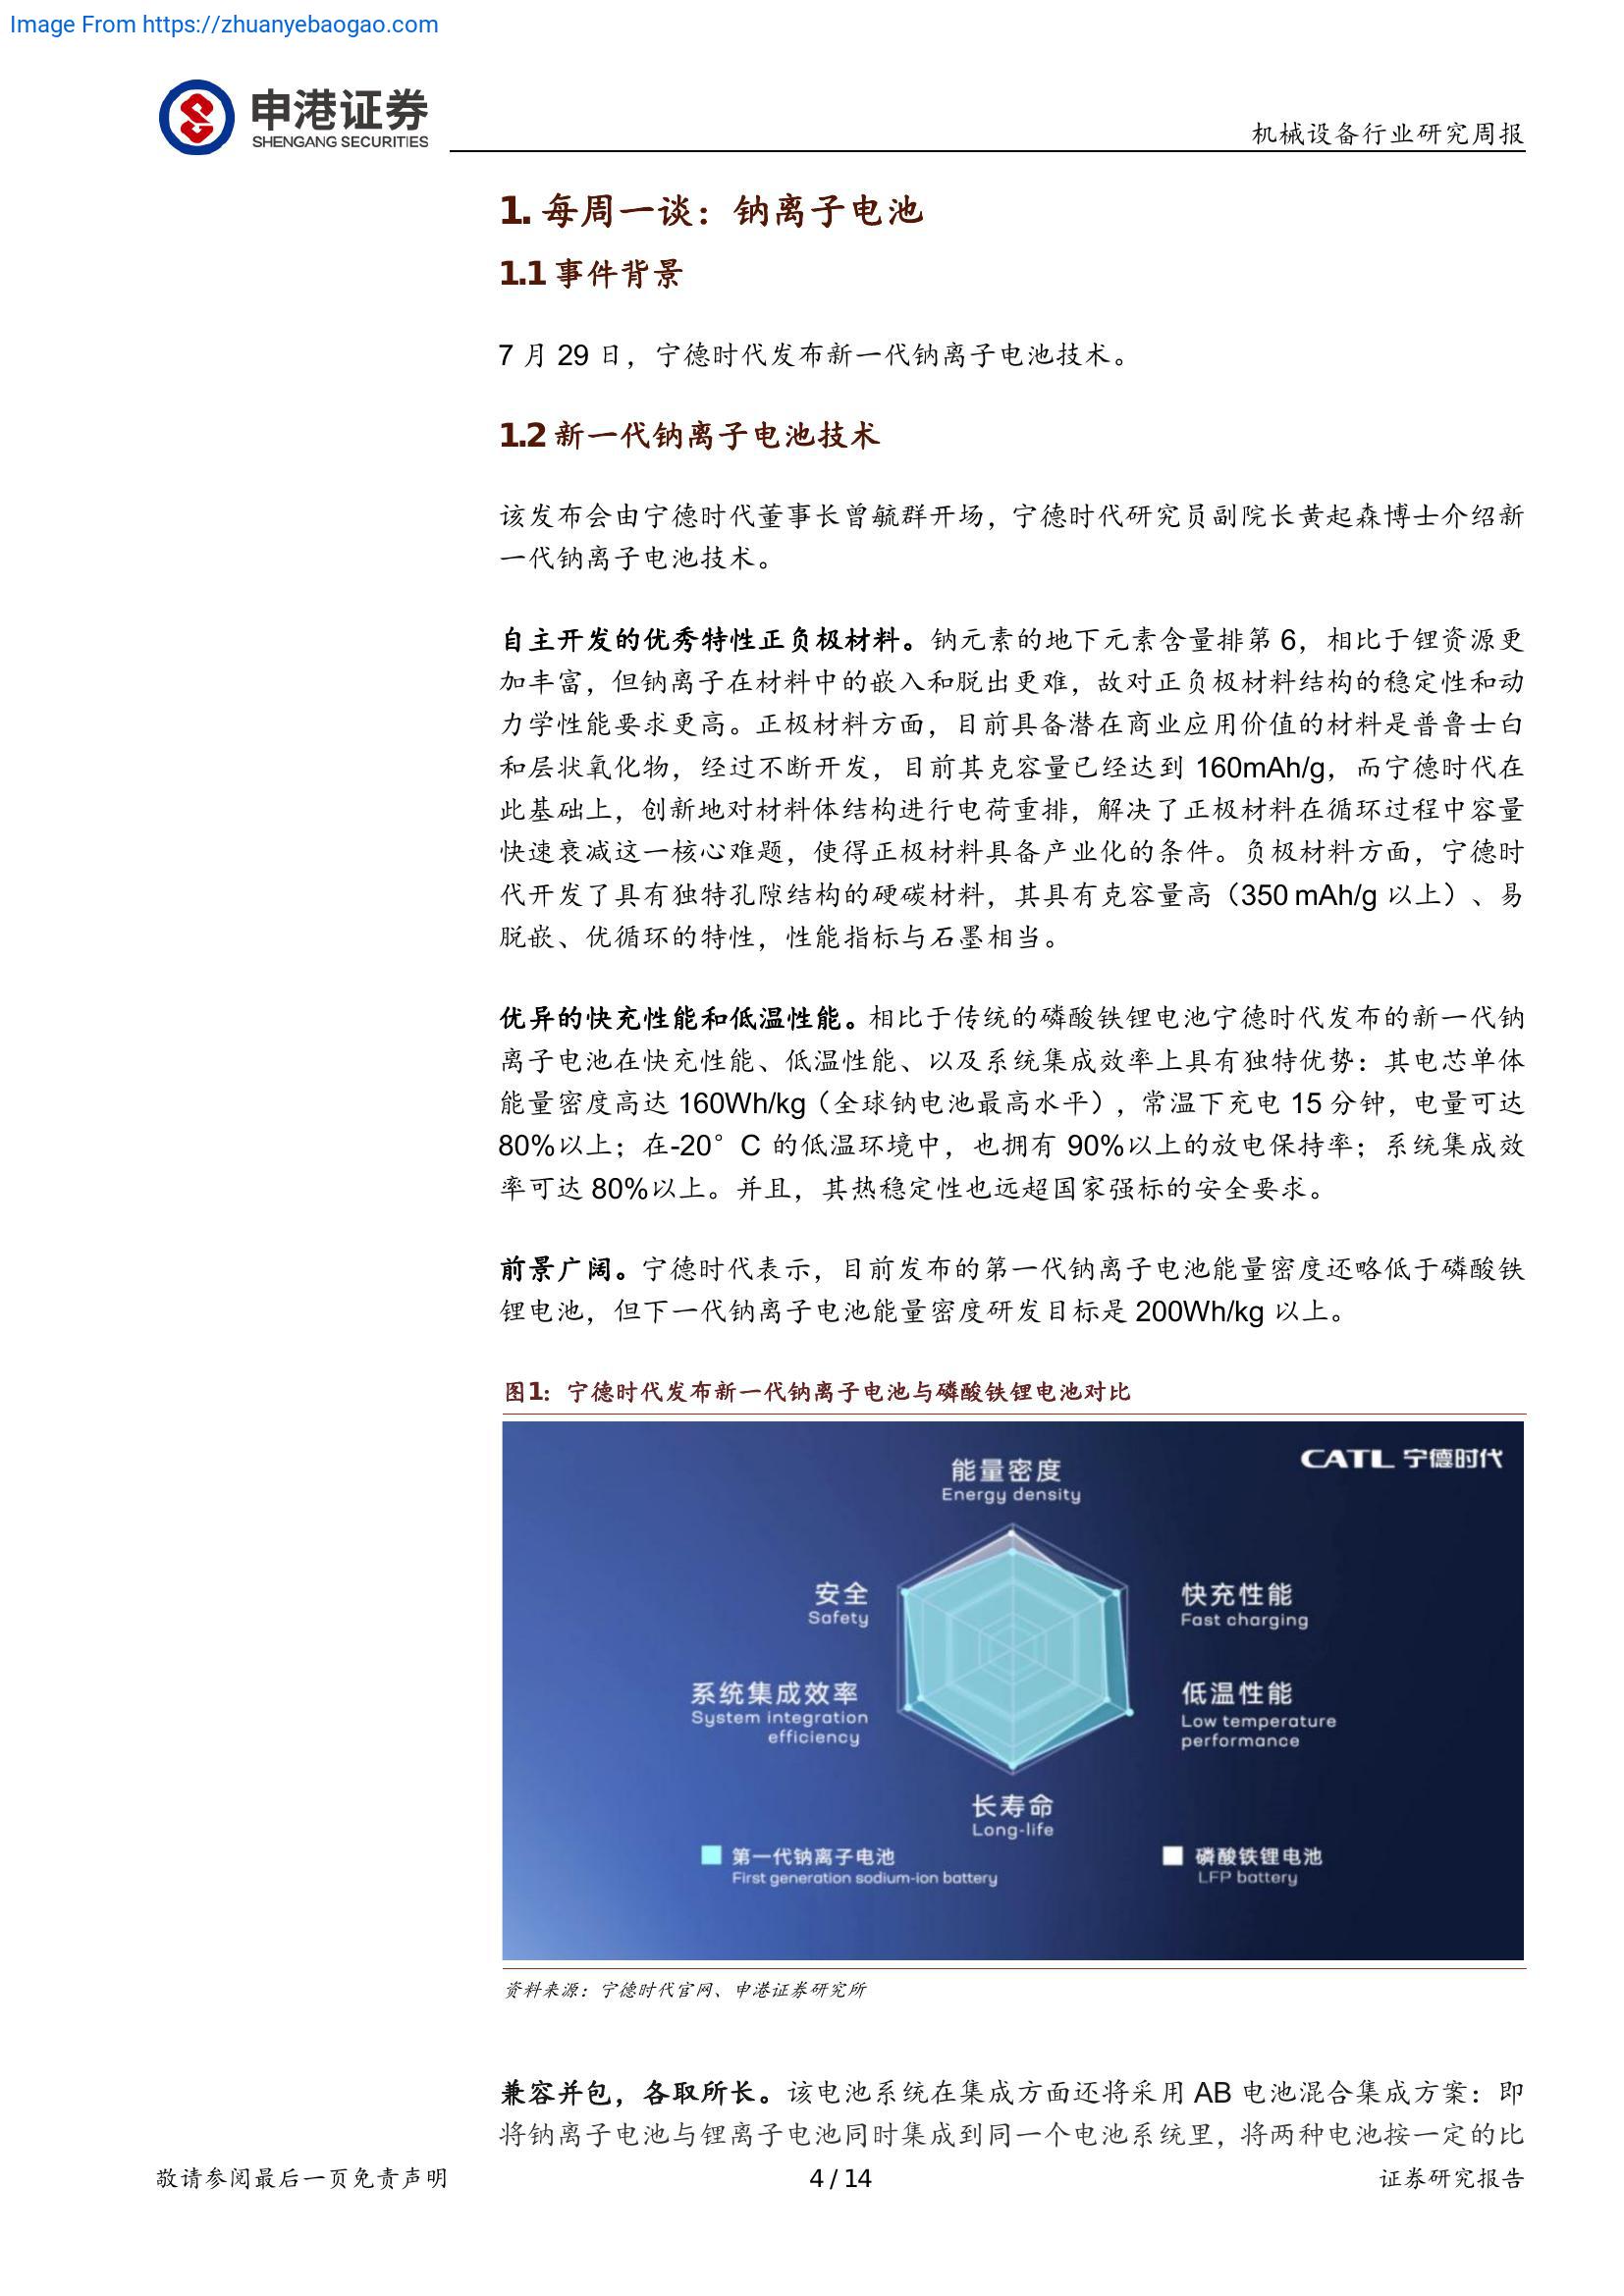 Image From https://zhuanyebaogao.com
申港证券
SHENGANG SECURITIES
机械设备行业研究周报
1. 每周一谈：钠离子电池
1.1 事件背景
7 月 29 日，宁德时代发布新一代钠离子电池技术。
1.2 新一代钠离子电池技术
该发布会由宁德时代董事长曾毓群开场，宁德时代研究员副院长黄起森博士介绍新
一代钠离子电池技术。
自主开发的优秀特性正负极材料。钠元素的地下元素含量排第 6，相比于锂资源更
加丰富，但钠离子在材料中的嵌入和脱出更难，故对正负极材料结构的稳定性和动
力学性能要求更高。正极材料方面，目前具备潜在商业应用价值的材料是普鲁士白
和层状氧化物，经过不断开发，目前其克容量已经达到 160mAh/g，而宁德时代在
此基础上，创新地对材料体结构进行电荷重排，解决了正极材料在循环过程中容量
快速衰减这一核心难题，使得正极材料具备产业化的条件。负极材料方面，宁德时
代开发了具有独特孔隙结构的硬碳材料，其具有克容量高（350 mAh/g 以上）、易
脱嵌、优循环的特性，性能指标与石墨相当。
优异的快充性能和低温性能。相比于传统的磷酸铁锂电池宁德时代发布的新一代钠
离子电池在快充性能、低温性能、以及系统集成效率上具有独特优势：其电芯单体
能量密度高达 160Wh/kg（全球钠电池最高水平），常温下充电 15 分钟，电量可达
80%以上；在-20°C 的低温环境中，也拥有 90%以上的放电保持率；系统集成效
率可达 80%以上。并且，其热稳定性也远超国家强标的安全要求。
前景广阔。宁德时代表示，目前发布的第一代钠离子电池能量密度还略低于磷酸铁
锂电池，但下一代钠离子电池能量密度研发目标是 200Wh/kg 以上。
图1：宁德时代发布新一代钠离子电池与磷酸铁锂电池对比
CATL 宁德时代
能量密度
Energy density
安全
Safety
快充性能
Fast charging
系统集成效率
System integration
efficiency
低温性能
Low temperature
performance
长寿命
Long-life
第一代钠离子电池
First generation sodium-ion battery
磷酸铁锂电池
LFP battery
资料来源：宁德时代官网、申港证券研究所
兼容并包，各取所长。该电池系统在集成方面还将采用 AB 电池混合集成方案：即
将钠离子电池与锂离子电池同时集成到同一个电池系统里，将两种电池按一定的比
敬请参阅最后一页免责声明
4 / 14
证券研究报告